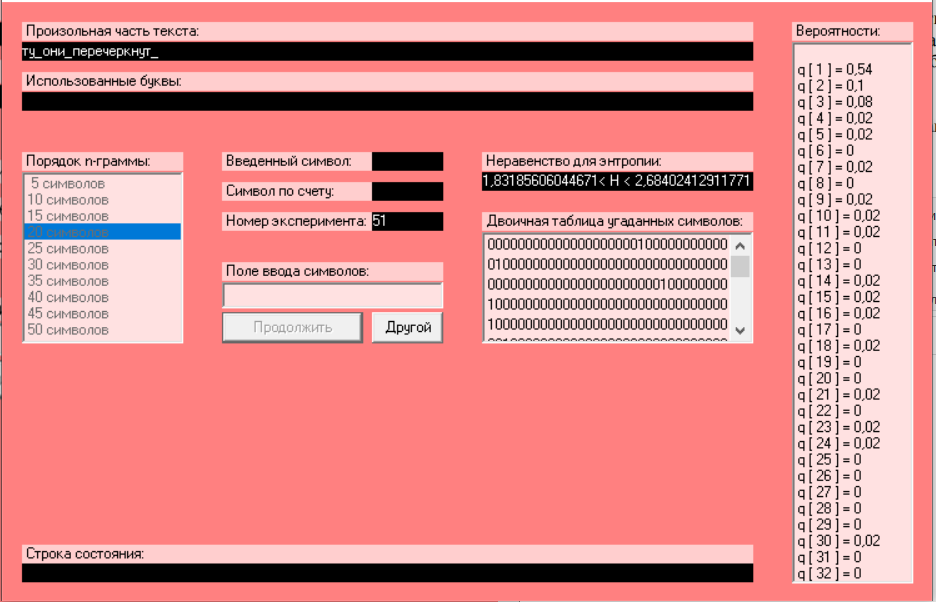 Произольная часть текста:
ту_они_перечеркнут_
Использованные буквы:
Порядок n-граммы:
5 символов
10 символов
15 символов
20 символов
25 символов
30 символов
35 символов
40 символов
45 символов
50 символов
Введенный символ:
Символ по счету:
Номер эксперимента: 51
Поле ввода символов:
Продолжить
Другой
Неравенство для энтропии:
1,83185606044671< H < 2,68402412911771
Двоичная таблица угаданных символов:
00000000000000000000100000000000
01000000000000000000000000000000
00000000000000000000000100000000
10000000000000000000000000000000
10000000000000000000000000000000
Строка состояния:
Вероятности:
q[ 1 ] = 0,54
q[ 2 ] = 0,1
q[ 3 ] = 0,08
q[ 4 ] = 0,02
q[ 5 ] = 0,02
q[ 6 ] = 0
q[ 7 ] = 0,02
q[ 8 ] = 0
q[ 9 ] = 0,02
q[ 10 ] = 0,02
q[ 11 ] = 0,02
q[ 12 ] = 0
q[ 13 ] = 0
q[ 14 ] = 0,02
q[ 15 ] = 0,02
q[ 16 ] = 0,02
q[ 17 ] = 0
q[ 18 ] = 0,02
q[ 19 ] = 0
q[ 20 ] = 0
q[ 21 ] = 0,02
q[ 22 ] = 0
q[ 23 ] = 0,02
q[ 24 ] = 0,02
q[ 25 ] = 0
q[ 26 ] = 0
q[ 27 ] = 0
q[ 28 ] = 0
q[ 29 ] = 0
q[ 30 ] = 0,02
q[ 31 ] = 0
q[ 32 ] = 0